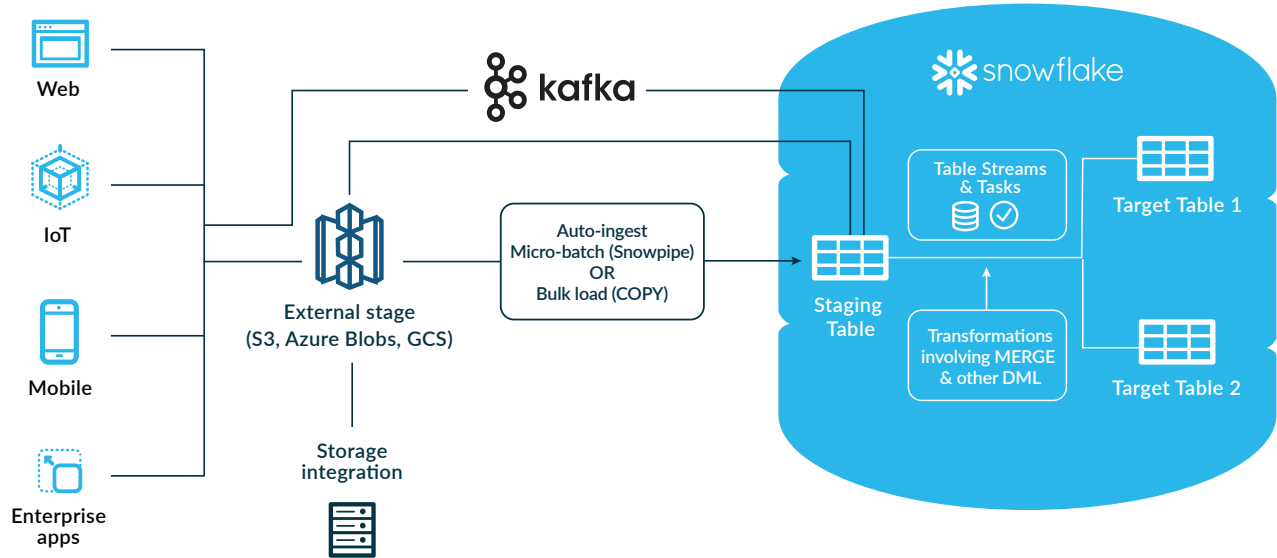 Web
IoT
Mobile
Enterprise
apps
kafka
External stage
(S3, Azure Blobs, GCS)
Storage
integration
Auto-ingest
Micro-batch (Snowpipe)
OR
Bulk load (COPY)
snowflake
Staging
Table
Table Streams
& Tasks
Transformations
involving MERGE
& other DML
Target Table 1
Target Table 2